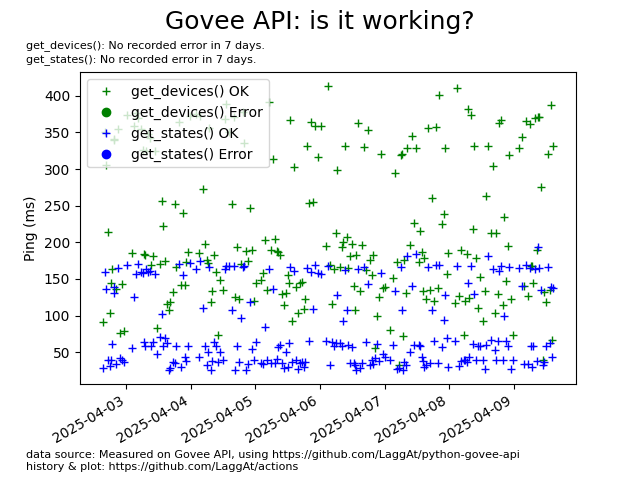 Govee API: is it working?
get_devices(): No recorded error in 7 days.
get_states(): No recorded error in 7 days.
get_devices() OK
get_devices() Error
get_states() OK
get_states() Error
Ping (ms)
400
350
300
250
200
150
100
50
2025-04-03
2025-04-04
2025-04-05
2025-04-06
2025-04-07
2025-04-08
2025-04-09
data source: Measured on Govee API, using https://github.com/LaggAt/python-govee-api
history & plot: https://github.com/LaggAt/actions